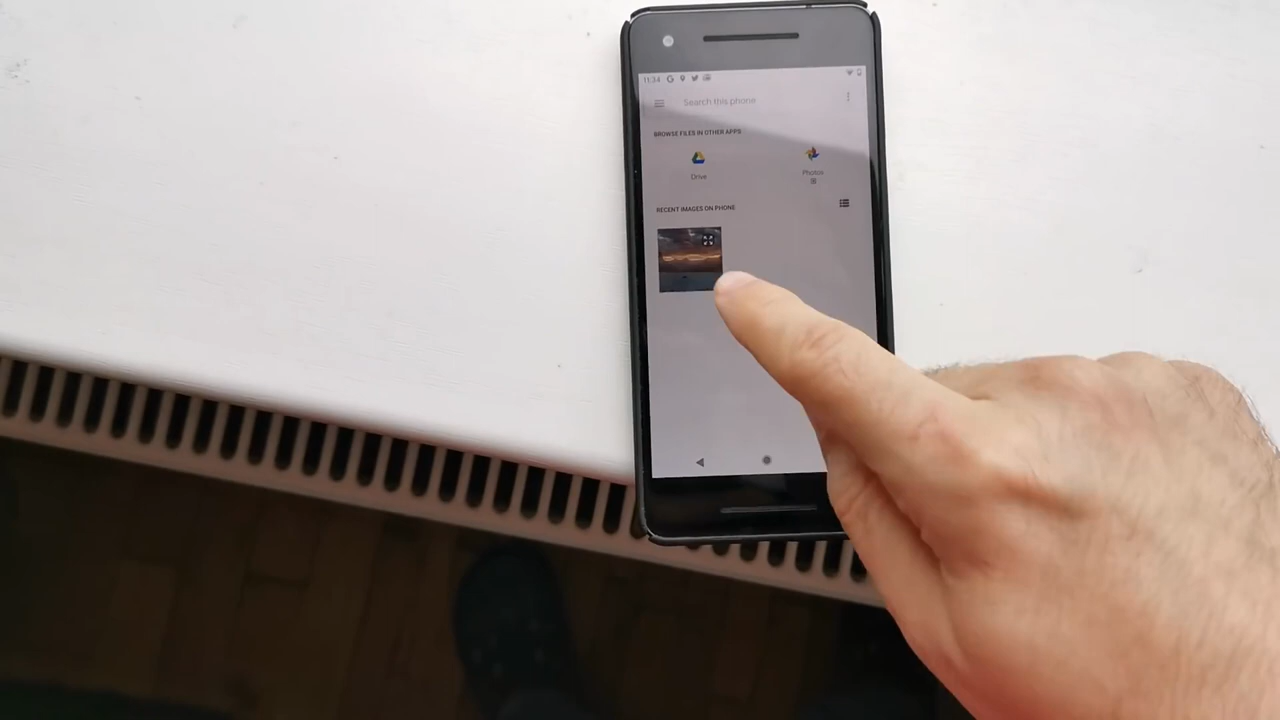 11:34
Search this phone
BROWSE FILES IN OTHER APPS
Drive
Photos
RECENT IMAGES ON PHONE